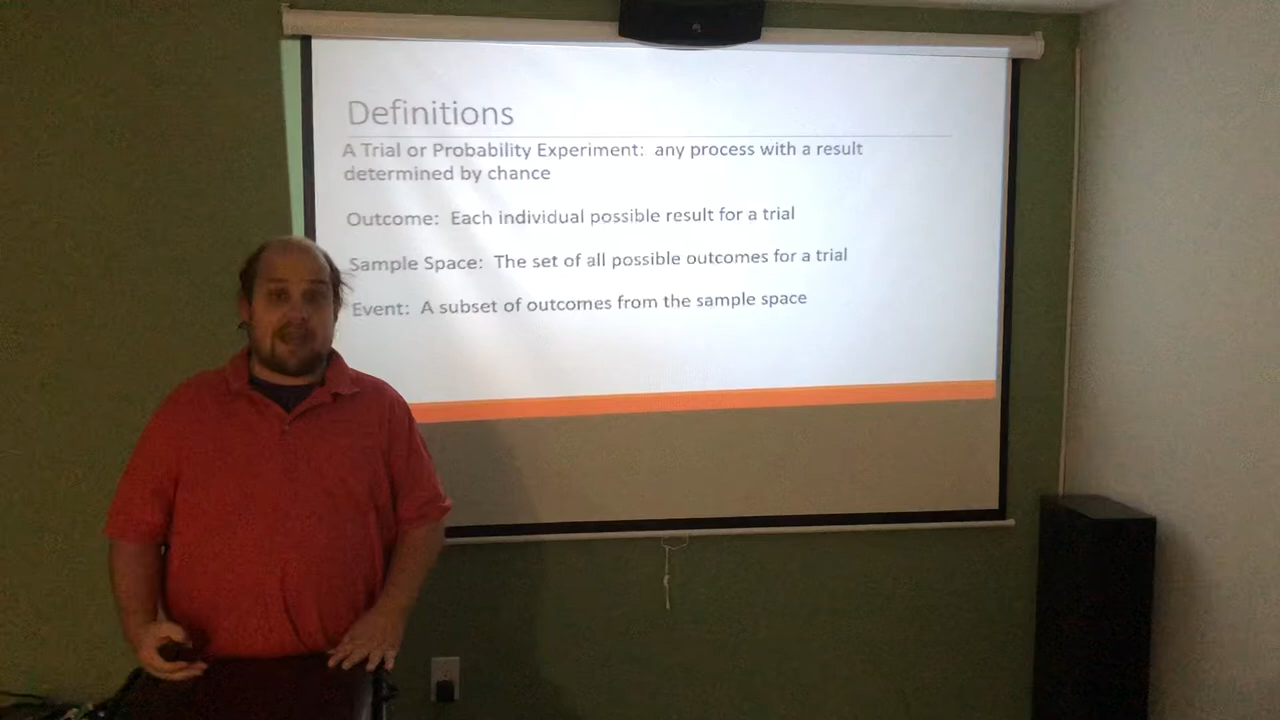 Definitions
A Trial or Probability Experiment: any process with a result
determined by chance
Outcome: Each individual possible result for a trial
Sample Space: The set of all possible outcomes for a trial
Event: A subset of outcomes from the sample space